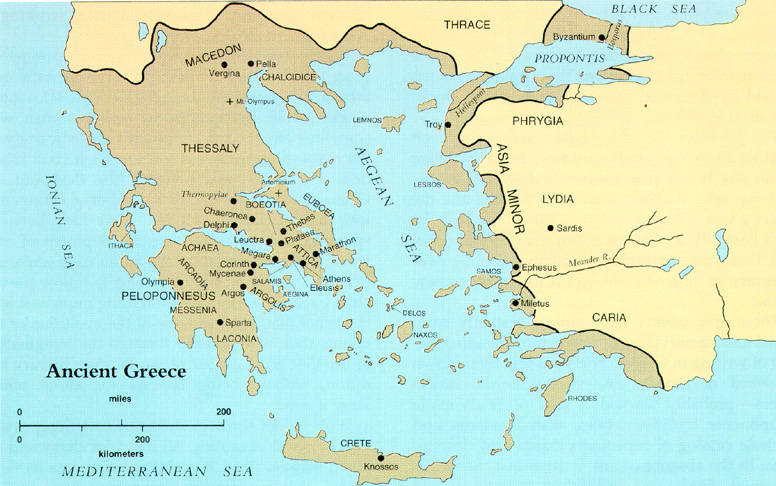 BLACK SEA
THRACE
Byzantium
Bosporus
MACEDON
PROPONTIS
Pella
Vergina
CHALCIDICE
Hellespont
Mt. Olympus
LEMNOS
Troy
PHRYGIA
THESSALY
AEGEAN SEA
ASIA MINOR
IONIAN SEA
Artemisium
LESBOS
Thermopylae
BOEOTIA
EUBOEA
LYDIA
Chaeronea
Delphi
Thebes
Sardis
Leuctra
Plataea
ITHACA
ACHAEA
Marathon
Megara
ATTICA
Meander R.
Corinth
ARCADIA
Mycenae
SALAMIS
Athens
SAMOS
Ephesus
Olympia
Eleusis
Argos
ARGOLIS
AEGINA
PELOPONNESUS
Miletus
MESSENIA
DELOS
CARIA
Sparta
NAXOS
LACONIA
Ancient Greece
miles
RHODES
0 200
0 200
kilometers
CRETE
Knossos
MEDITERRANEAN SEA